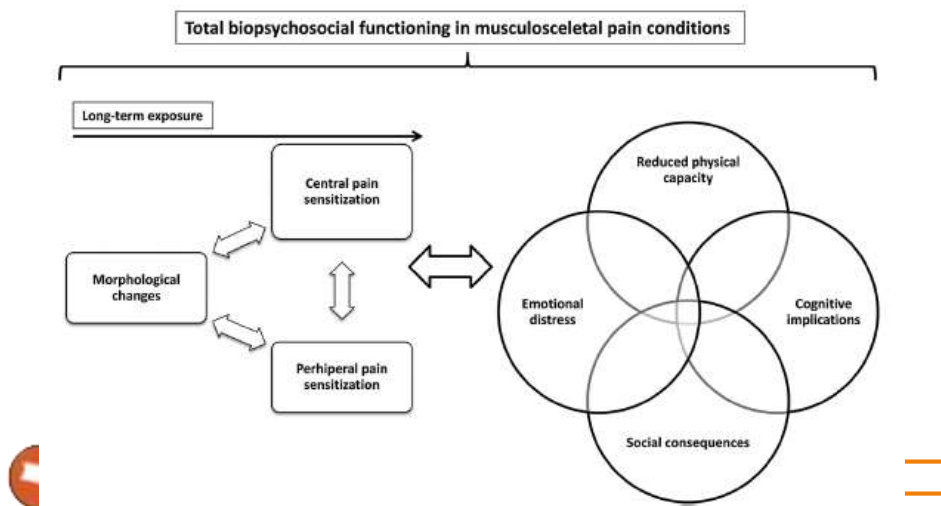 Total biopsychosocial functioning in musculosceletal pain conditions
Long-term exposure
Central pain
sensitization
Morphological
changes
Perhiperal pain
sensitization
Reduced physical
capacity
Emotional
distress
Cognitive
implications
Social consequences